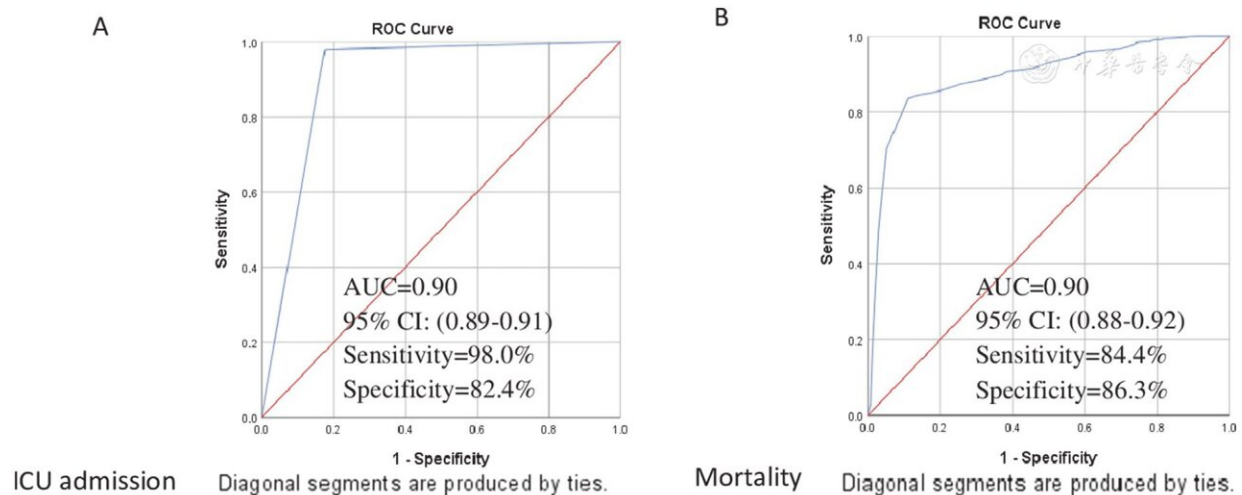 A
ROC Curve
1.0
0.8
0.6
0.4
0.2
0.0
Sensitivity
AUC=0.90
95% CI: (0.89-0.91)
Sensitivity=98.0%
Specificity=82.4%
0.0 0.2 0.4 0.6 0.8 1.0
1 - Specificity
ICU admission
Diagonal segments are produced by ties.
B
ROC Curve
中华医学会
1.0
0.8
0.6
0.4
0.2
0.0
Sensitivity
AUC=0.90
95% CI: (0.88-0.92)
Sensitivity=84.4%
Specificity=86.3%
0.0 0.2 0.4 0.6 0.8 1.0
1 - Specificity
Mortality
Diagonal segments are produced by ties.